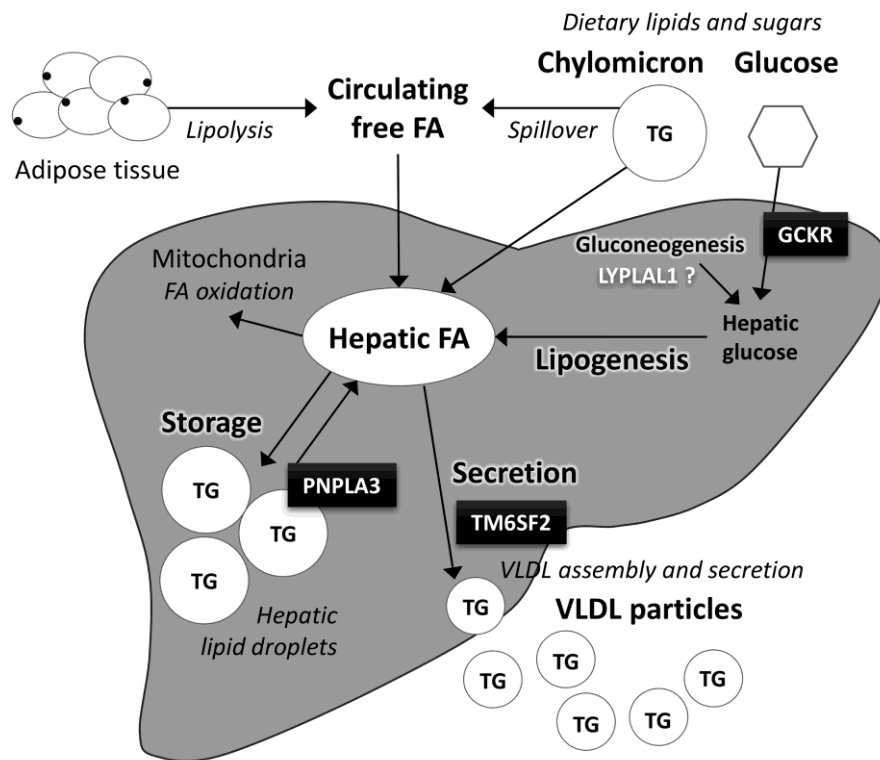 Dietary lipids and sugars
Chylomicron
Glucose
Circulating
free FA
Lipolysis
Spillover
TG
Adipose tissue
GCKR
Gluconeogenesis
LYPLAL1 ?
Mitochondria
FA oxidation
Hepatic FA
Lipogenesis
Hepatic
glucose
Storage
TG
PNPLA3
TG
TG
Hepatic
lipid droplets
Secretion
TM6SF2
VLDL assembly and secretion
VLDL particles
TG
TG
TG
TG
TG
TG